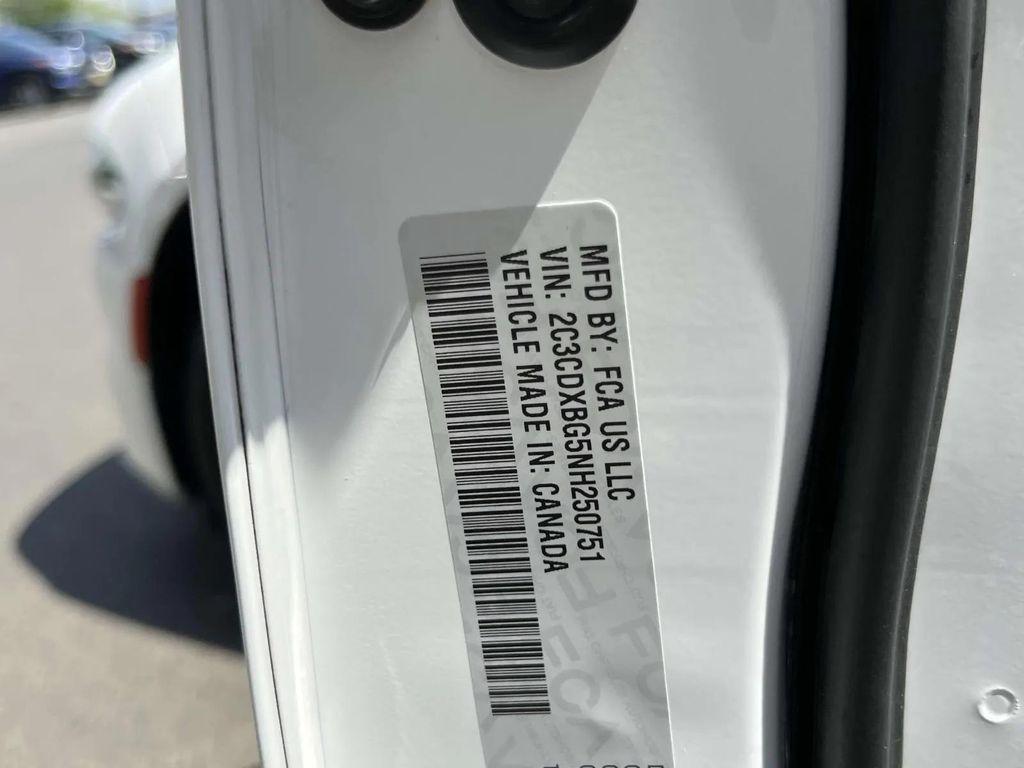 MFD BY: FCA US LLC
VIN: 2C3CDXBG5NH250751
VEHICLE MADE IN: CANADA